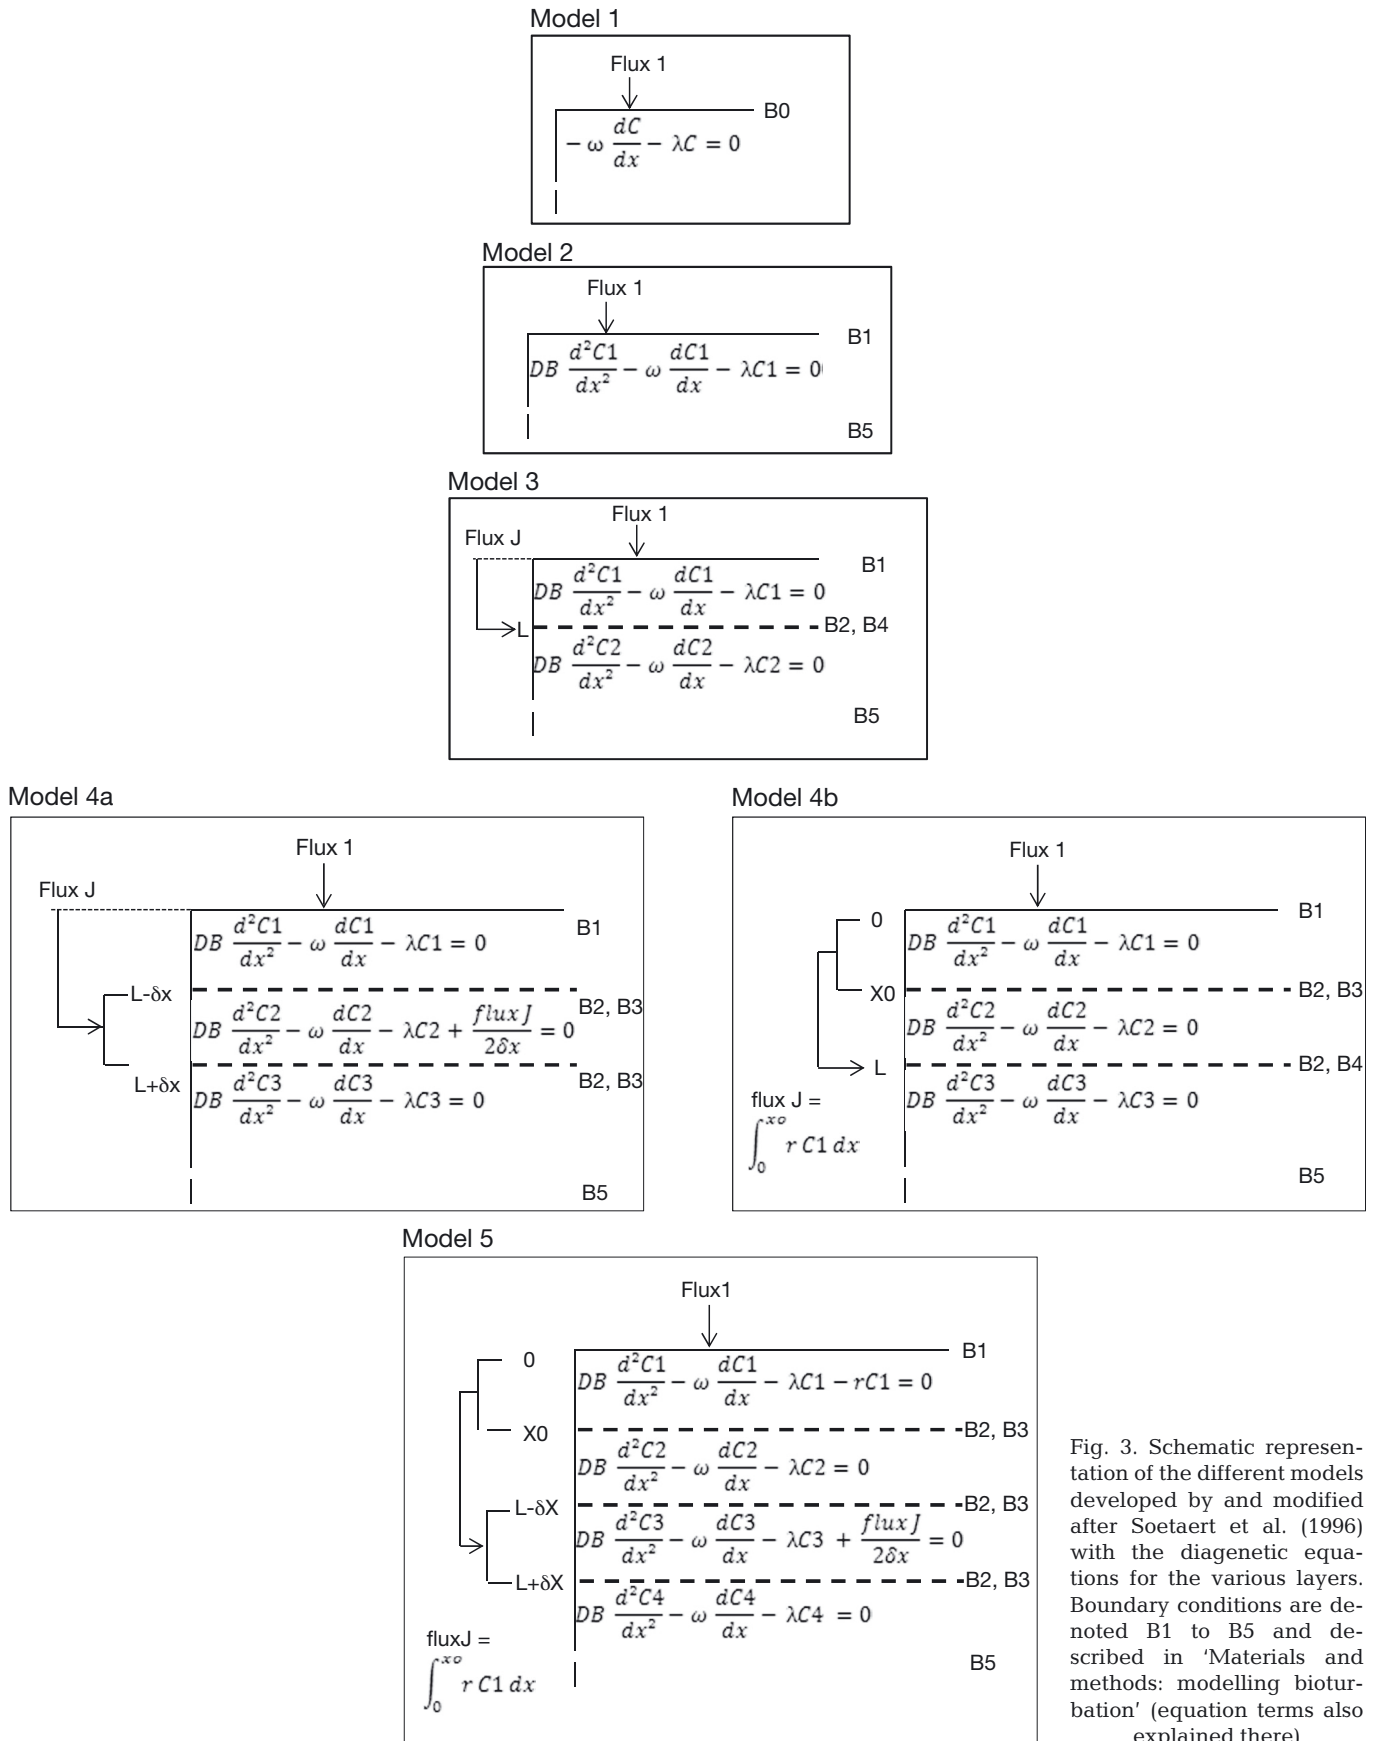 Model 1
Flux 1
B0
− ω dC/dx − λC = 0
Model 2
Flux 1
B1
DB d²C1/dx² − ω dC1/dx − λC1 = 0
B5
Model 3
Flux 1
Flux J
B1
DB d²C1/dx² − ω dC1/dx − λC1 = 0
L
B2, B4
DB d²C2/dx² − ω dC2/dx − λC2 = 0
B5
Model 4a
Flux 1
Flux J
B1
DB d²C1/dx² − ω dC1/dx − λC1 = 0
L-δx
B2, B3
DB d²C2/dx² − ω dC2/dx − λC2 + flux J/2δx = 0
L+δx
B2, B3
DB d²C3/dx² − ω dC3/dx − λC3 = 0
B5
Model 4b
Flux 1
0
B1
DB d²C1/dx² − ω dC1/dx − λC1 = 0
X0
B2, B3
DB d²C2/dx² − ω dC2/dx − λC2 = 0
L
B2, B4
DB d²C3/dx² − ω dC3/dx − λC3 = 0
flux J =
∫₀^xo r C1 dx
B5
Model 5
Flux1
0
B1
DB d²C1/dx² − ω dC1/dx − λC1 − rC1 = 0
X0
B2, B3
DB d²C2/dx² − ω dC2/dx − λC2 = 0
L-δX
B2, B3
DB d²C3/dx² − ω dC3/dx − λC3 + flux J/2δx = 0
L+δX
B2, B3
DB d²C4/dx² − ω dC4/dx − λC4 = 0
fluxJ =
∫₀^xo r C1 dx
B5
Fig. 3. Schematic represen-
tation of the different models
developed by and modified
after Soetaert et al. (1996)
with the diagenetic equa-
tions for the various layers.
Boundary conditions are de-
noted B1 to B5 and de-
scribed in 'Materials and
methods: modelling biotur-
bation' (equation terms also
explained there)